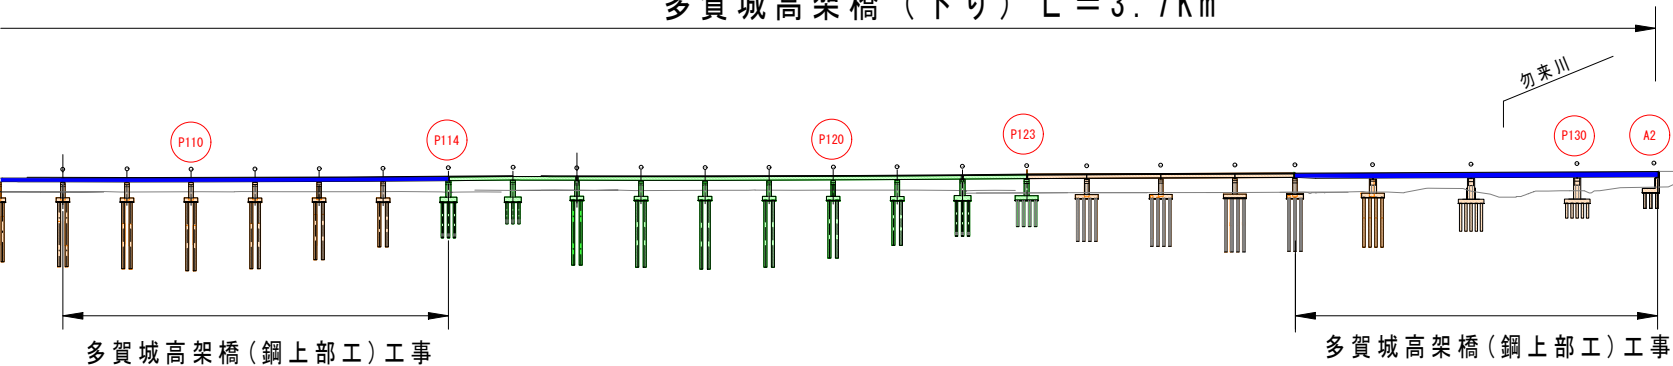 多賀城高架橋（下り）L＝3.7Km
勿来川
P110
P114
P120
P123
P130
A2
多賀城高架橋(鋼上部工)工事
多賀城高架橋(鋼上部工)工事